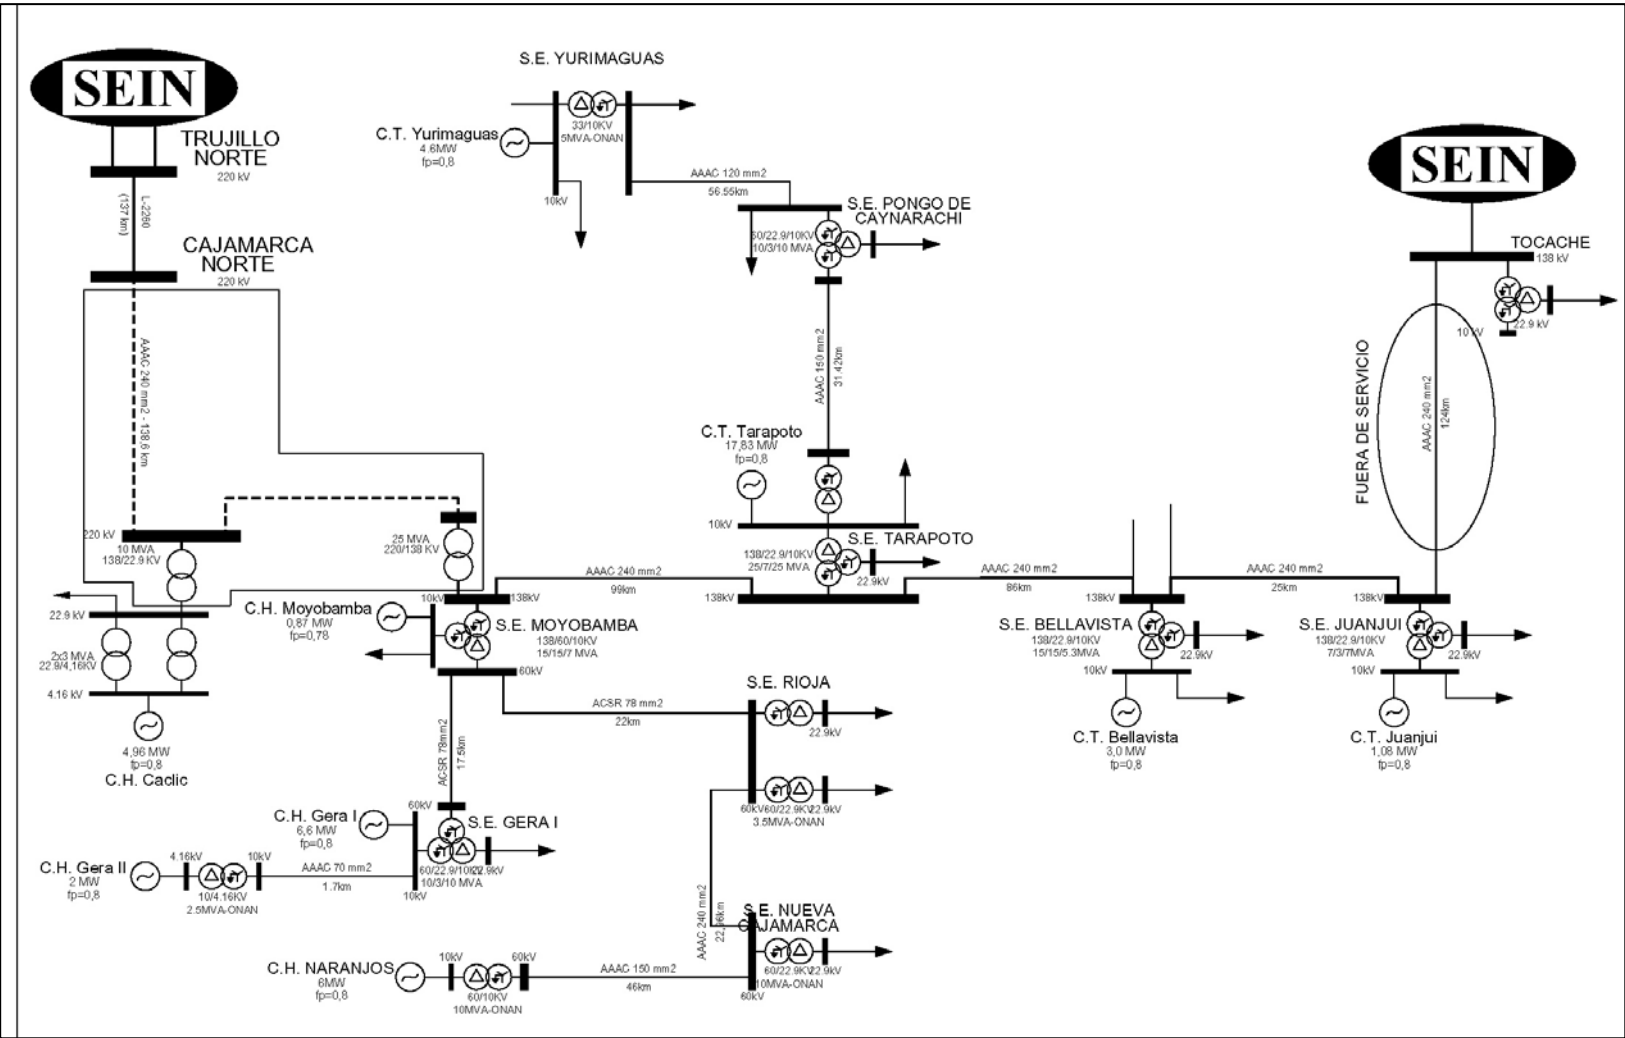 SEIN
TRUJILLO
NORTE
220 kV
L-2260
(137 km)
CAJAMARCA
NORTE
220 kV
AAAC 240 mm2 - 138,6 km
220 kV
10 MVA
138/22.9 KV
22.9 kV
2x3 MVA
22.9/4,16KV
4.16 kV
4,96 MW
fp=0,8
C.H. Caclic
25 MVA
220/138 KV
S.E. YURIMAGUAS
C.T. Yurimaguas
4.6MW
fp=0,8
33/10KV
5MVA-ONAN
10kV
AAAC 120 mm2
56.55km
S.E. PONGO DE
CAYNARACHI
60/22.9/10KV
10/3/10 MVA
AAAC 150 mm2
31.42km
C.T. Tarapoto
17,83 MW
fp=0,8
10kV
S.E. TARAPOTO
138/22.9/10KV
25/7/25 MVA
22.9kV
138kV
AAAC 240 mm2
99km
10kV
138kV
C.H. Moyobamba
0,87 MW
fp=0,78
S.E. MOYOBAMBA
138/60/10KV
15/15/7 MVA
60kV
ACSR 78mm2
17.5km
ACSR 78 mm2
22km
S.E. RIOJA
22.9kV
60kV
60/22.9KV
22.9kV
3.5MVA-ONAN
60kV
S.E. GERA I
C.H. Gera I
6,6 MW
fp=0,8
60/22.9/10KV
22.9kV
10/3/10 MVA
10kV
C.H. Gera II
2 MW
fp=0,8
4.16kV
10kV
10/4.16KV
2.5MVA-ONAN
AAAC 70 mm2
1.7km
AAAC 240 mm2
22,96km
S.E. NUEVA
CAJAMARCA
60/22.9KV
22.9kV
10MVA-ONAN
60kV
C.H. NARANJOS
6MW
fp=0,8
10kV
60kV
60/10KV
10MVA-ONAN
AAAC 150 mm2
46km
AAAC 240 mm2
86km
138kV
S.E. BELLAVISTA
138/22.9/10KV
15/15/5.3MVA
22.9kV
10kV
C.T. Bellavista
3,0 MW
fp=0,8
AAAC 240 mm2
25km
138kV
S.E. JUANJUI
138/22.9/10KV
7/3/7MVA
22.9kV
10kV
C.T. Juanjui
1,08 MW
fp=0,8
SEIN
TOCACHE
138 kV
10 kV
22.9 kV
FUERA DE SERVICIO
AAAC 240 mm2
124km